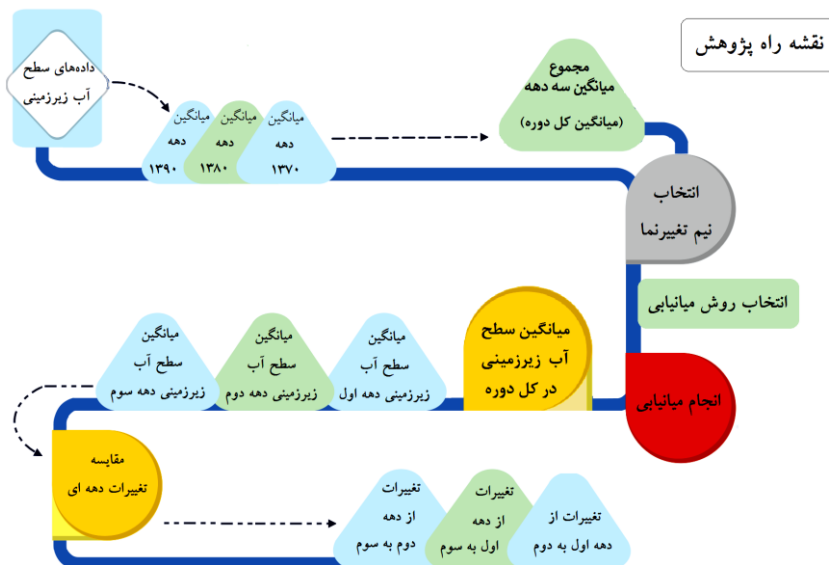 نقشه راه پژوهش
داده‌های سطح
آب زیرزمینی
میانگین
دهه
۱۳۷۰
میانگین
دهه
۱۳۸۰
میانگین
دهه
۱۳۹۰
مجموع
میانگین سه دهه
(میانگین کل دوره)
انتخاب
نیم تغییرنما
انتخاب روش میانیابی
انجام میانیابی
میانگین سطح
آب زیرزمینی
در کل دوره
میانگین
سطح آب
زیرزمینی دهه اول
میانگین
سطح آب
زیرزمینی دهه دوم
میانگین
سطح آب
زیرزمینی دهه سوم
مقایسه
تغییرات دهه ای
تغییرات از
دهه اول به دوم
تغییرات
از دهه
اول به سوم
تغییرات
از دهه
دوم به سوم